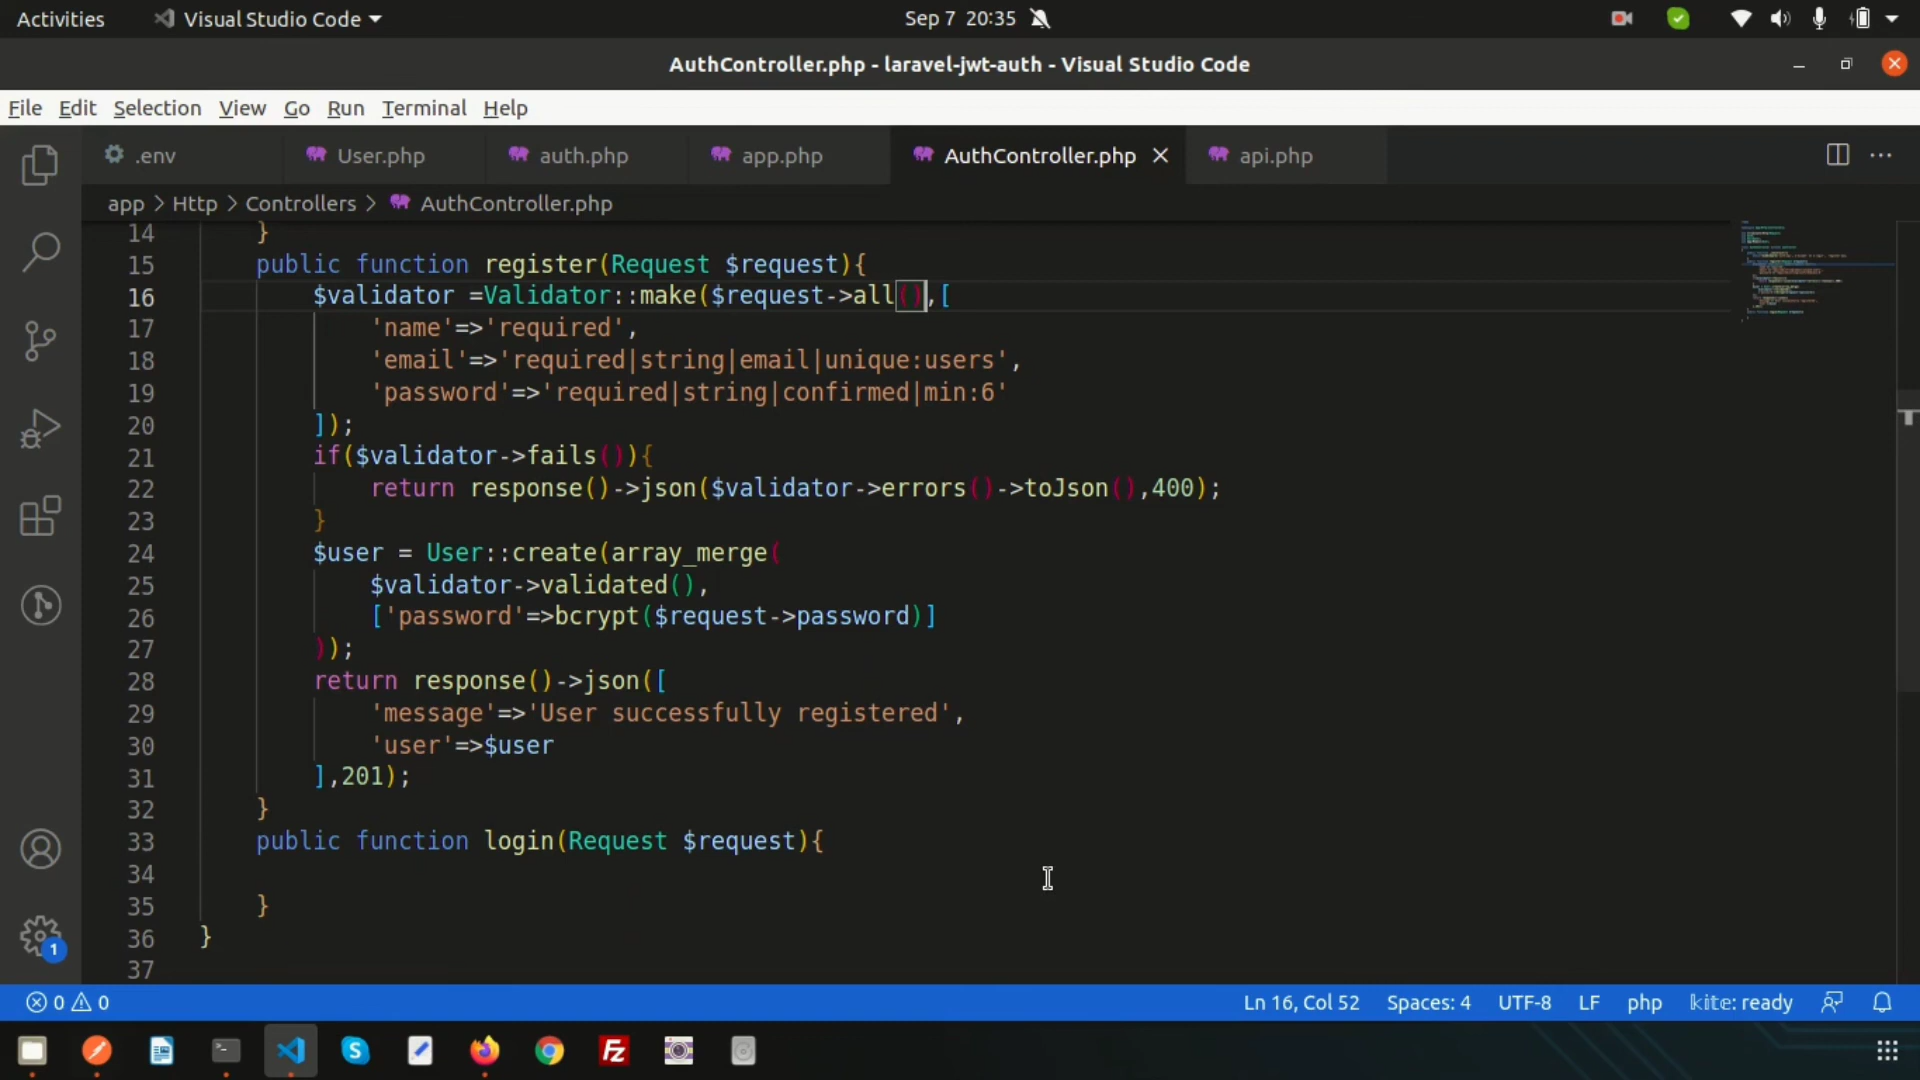 Activities Visual Studio Code Sep 7 20:35
AuthController.php - laravel-jwt-auth - Visual Studio Code
File Edit Selection View Go Run Terminal Help
.env User.php auth.php app.php AuthController.php api.php
app > Http > Controllers > AuthController.php
14 }
15 public function register(Request $request){
16 $validator =Validator::make($request->all(),[
17 'name'=>'required',
18 'email'=>'required|string|email|unique:users',
19 'password'=>'required|string|confirmed|min:6'
20 ]);
21 if($validator->fails()){
22 return response()->json($validator->errors()->toJson(),400);
23 }
24 $user = User::create(array_merge(
25 $validator->validated(),
26 ['password'=>bcrypt($request->password)]
27 ));
28 return response()->json([
29 'message'=>'User successfully registered',
30 'user'=>$user
31 ],201);
32 }
33 public function login(Request $request){
34
35 }
36 }
37
1
0 0 Ln 16, Col 52 Spaces: 4 UTF-8 LF php kite: ready